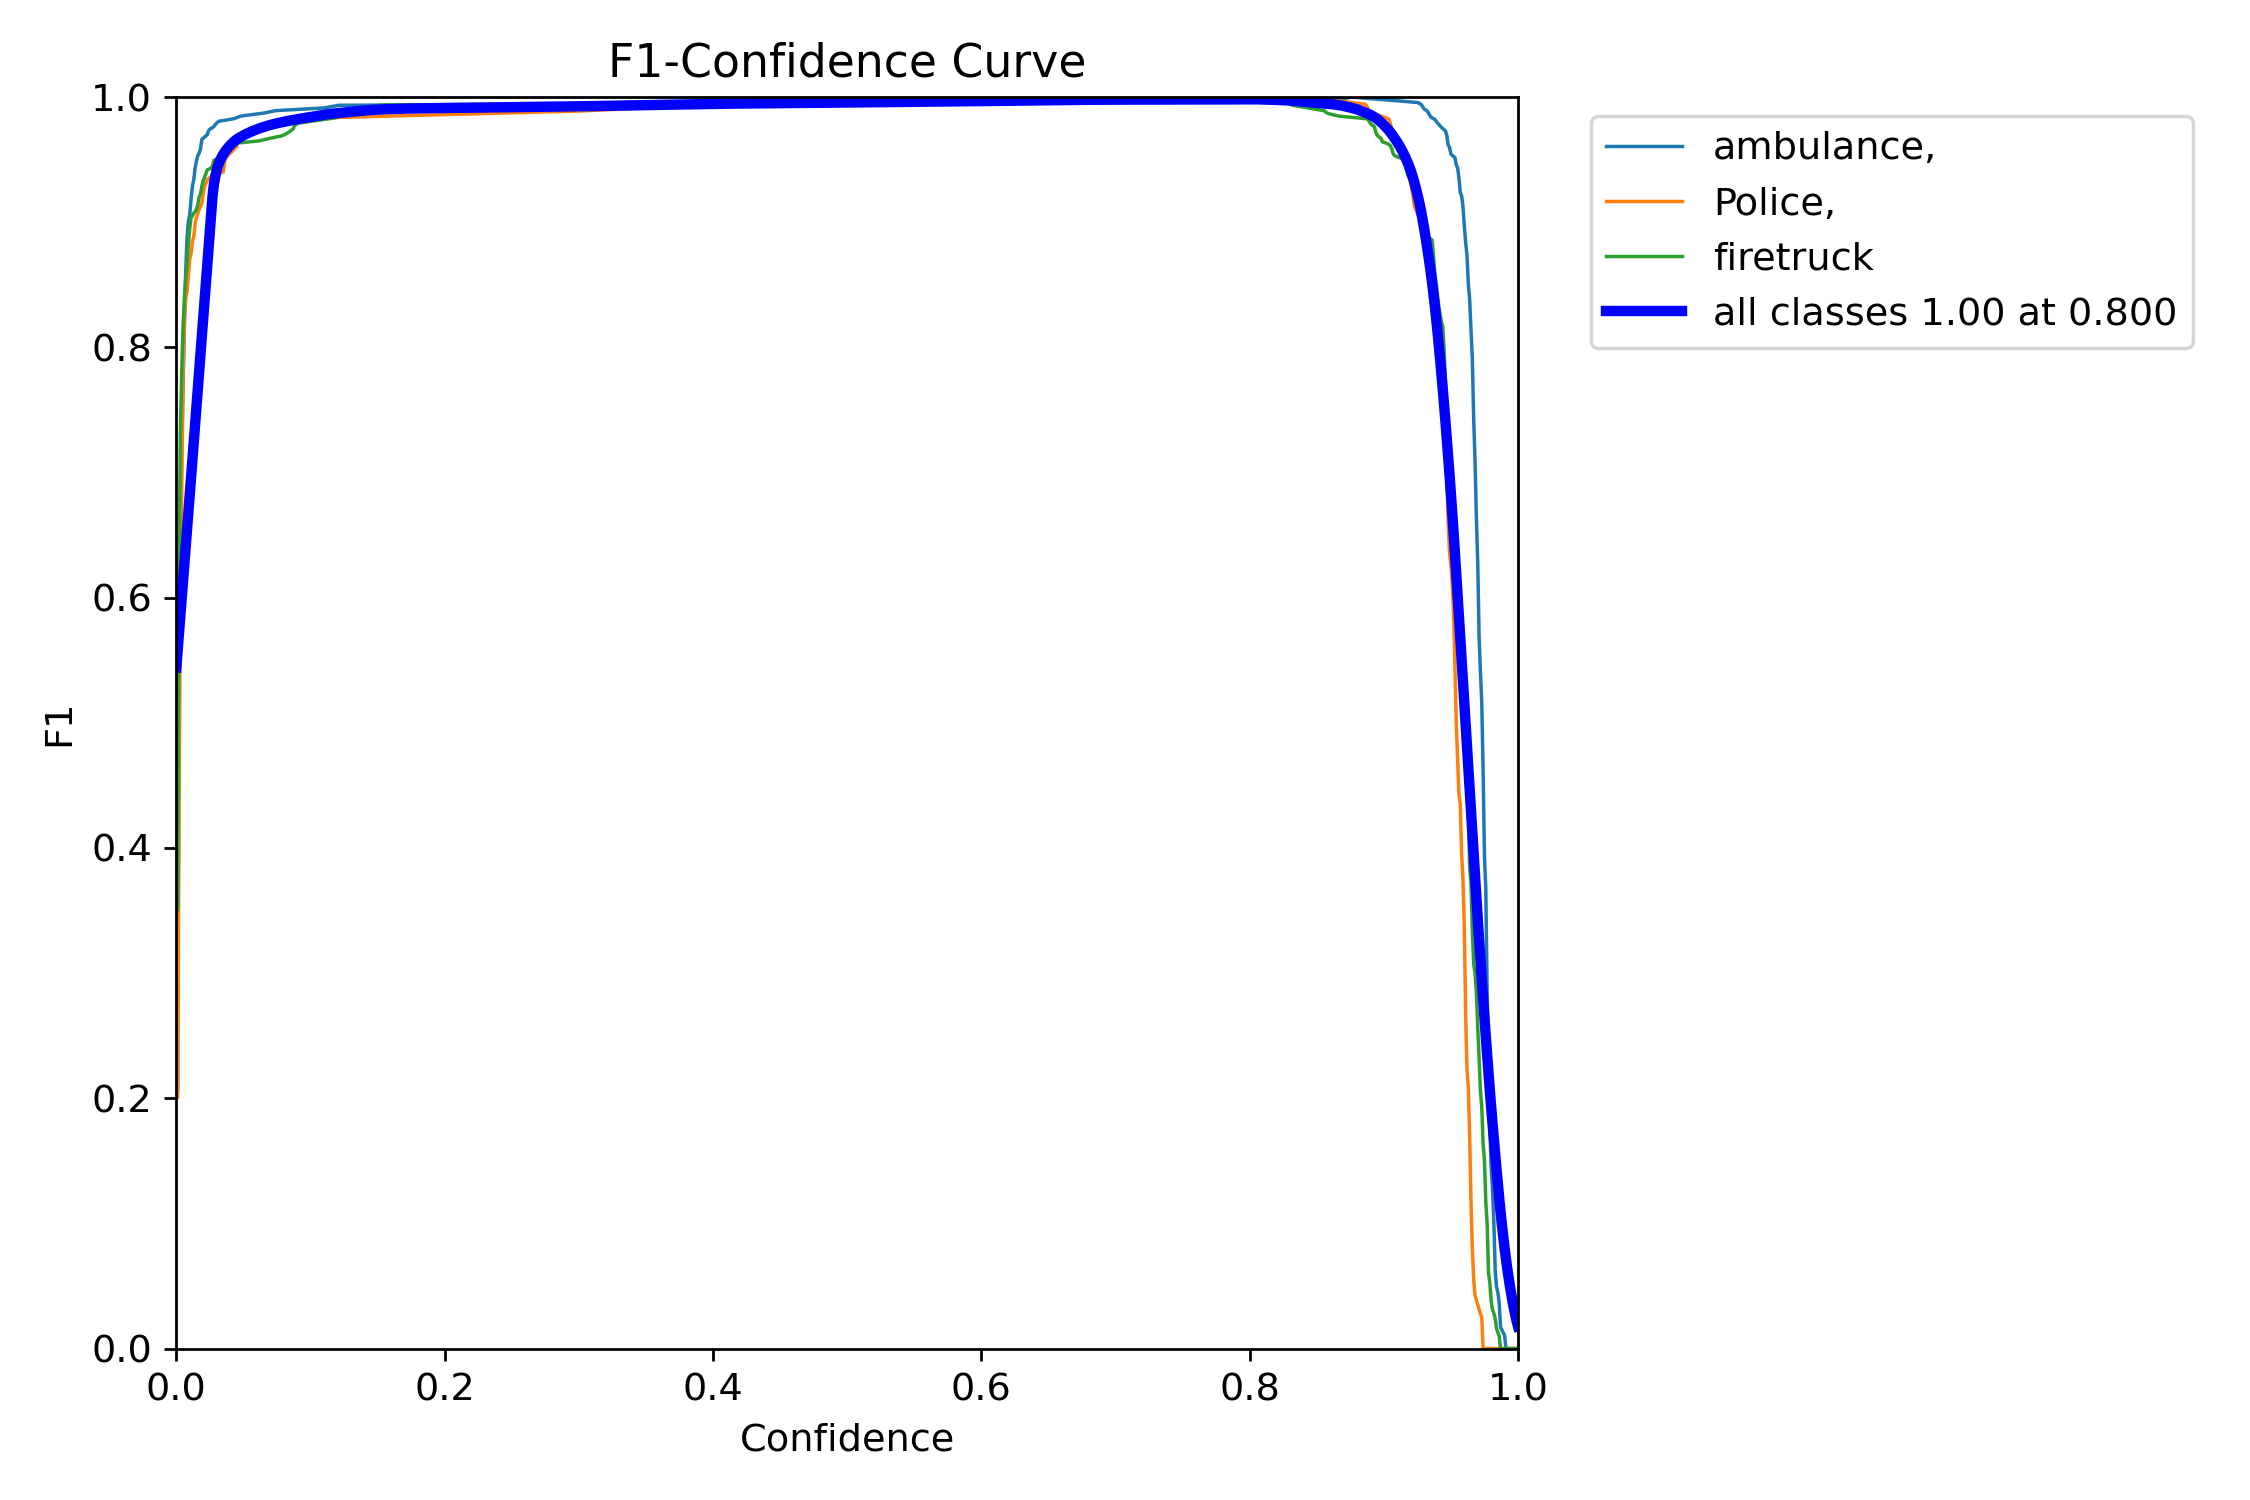 F1-Confidence Curve
ambulance,
Police,
firetruck
all classes 1.00 at 0.800
1.0
0.8
0.6
0.4
0.2
0.0
F1
0.0 0.2 0.4 0.6 0.8 1.0
Confidence